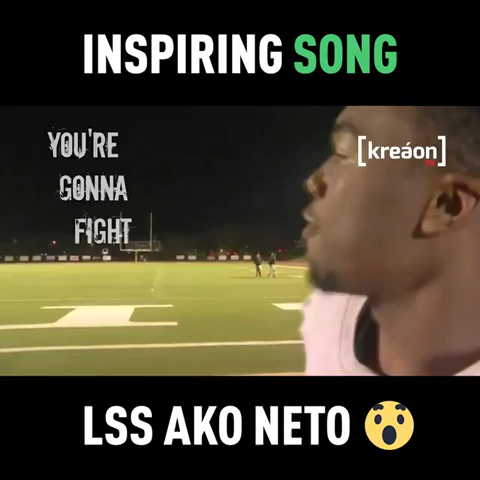 INSPIRING SONG
YOU'RE
GONNA
FIGHT
[kreáon]
LSS AKO NETO